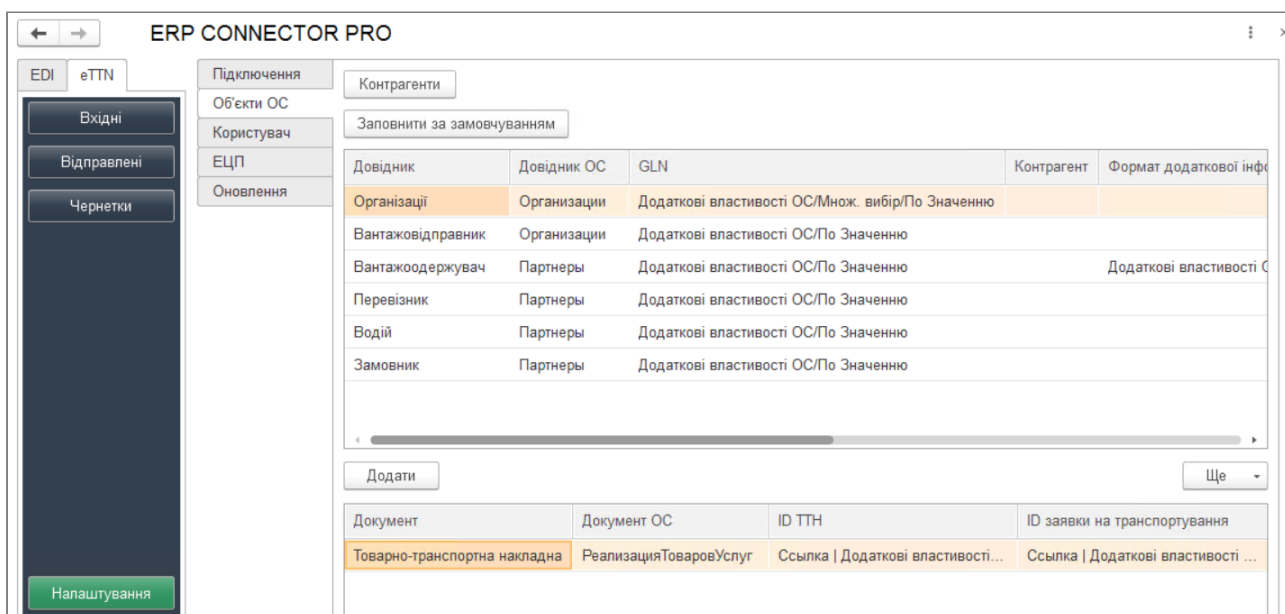 ERP CONNECTOR PRO
EDI eTTN
Вхідні
Відправлені
Чернетки
Налаштування
Підключення
Об'єкти ОС
Користувач
ЕЦП
Оновлення
Контрагенти
Заповнити за замовчуванням
Довідник Довідник ОС GLN Контрагент Формат додаткової інфо
Організації Организации Додаткові властивості ОС/Множ. вибір/По Значенню
Вантажовідправник Организации Додаткові властивості ОС/По Значенню
Вантажоодержувач Партнеры Додаткові властивості ОС/По Значенню Додаткові властивості О
Перевізник Партнеры Додаткові властивості ОС/По Значенню
Водій Партнеры Додаткові властивості ОС/По Значенню
Замовник Партнеры Додаткові властивості ОС/По Значенню
Додати Ще
Документ Документ ОС ID ТТН ID заявки на транспортування
Товарно-транспортна накладна РеализацияТоваровУслуг Ссылка | Додаткові властивості... Ссылка | Додаткові властивості ...